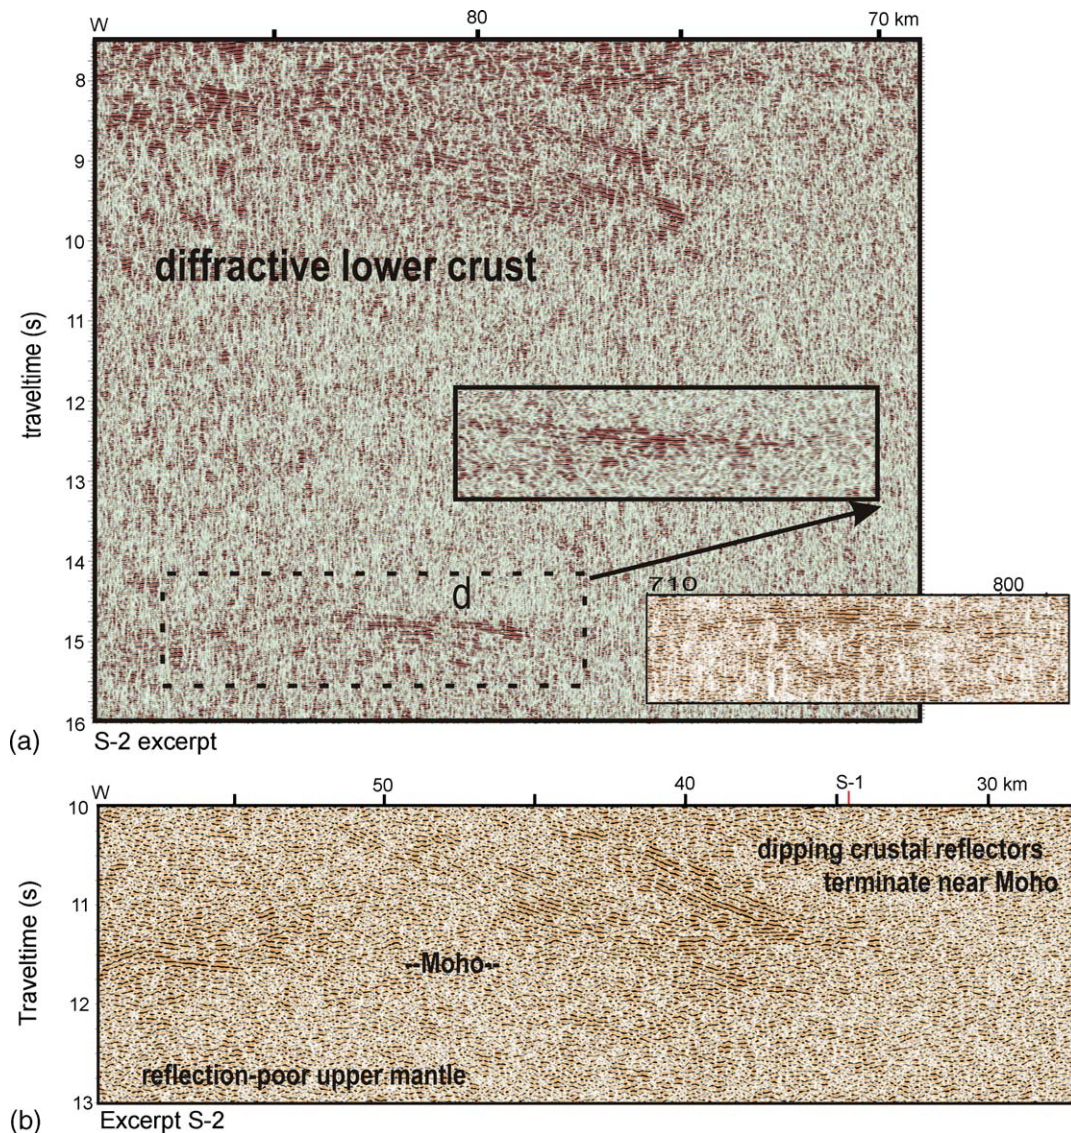 W 80 70 km
8
9
diffractive lower crust
10
11
traveltime (s)
12
13
14
d
710 800
15
16
(a) S-2 excerpt
W 50 40 S-1 30 km
10
dipping crustal reflectors
terminate near Moho
11
--Moho--
Traveltime (s)
12
reflection-poor upper mantle
13
(b) Excerpt S-2